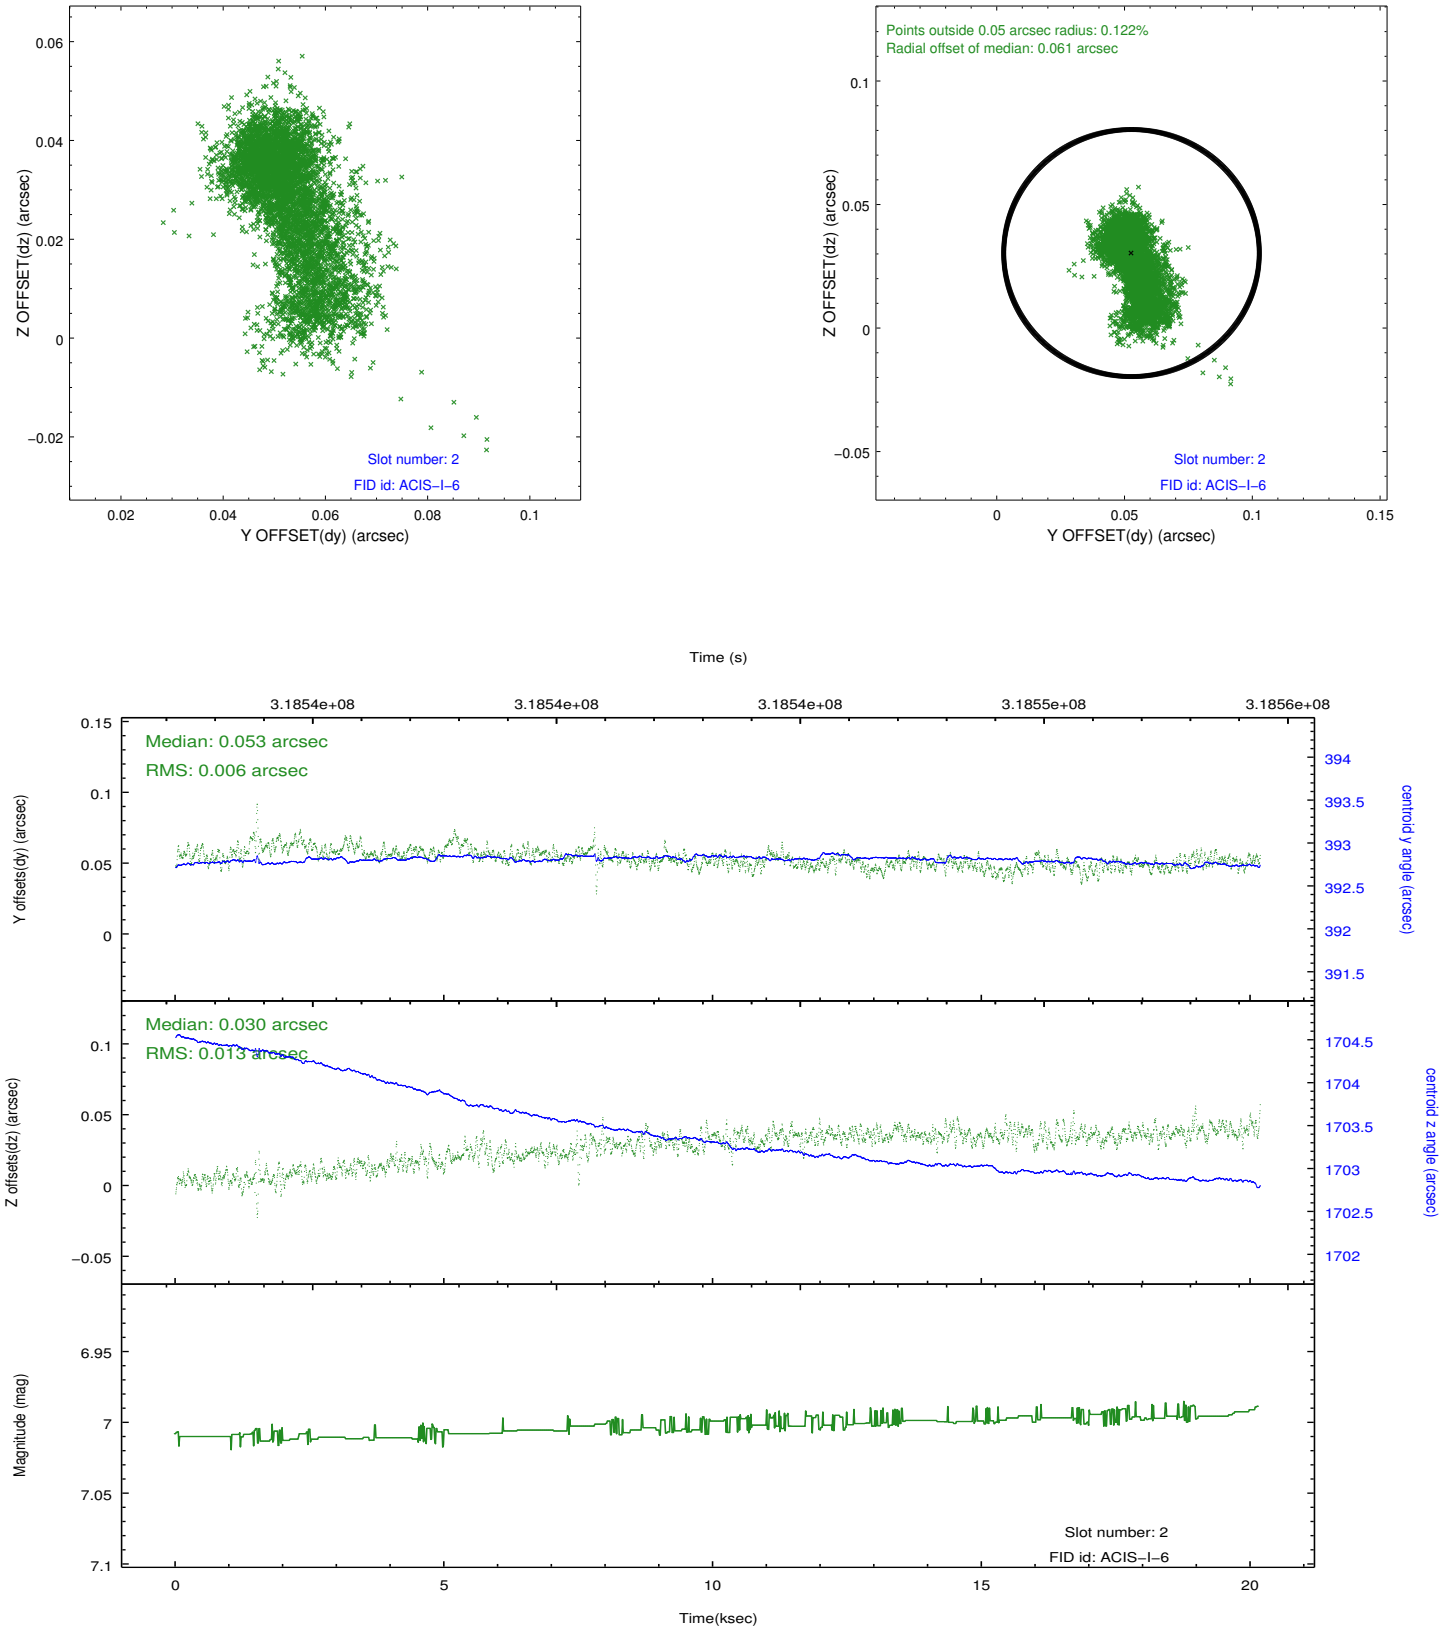 0.06
0.04
0.02
0
−0.02
Z OFFSET(dz) (arcsec)
Slot number: 2
FID id: ACIS−I−6
0.02 0.04 0.06 0.08 0.1
Y OFFSET(dy) (arcsec)
Points outside 0.05 arcsec radius: 0.122%
Radial offset of median: 0.061 arcsec
0.1
0.05
0
−0.05
Z OFFSET(dz) (arcsec)
Slot number: 2
FID id: ACIS−I−6
0 0.05 0.1 0.15
Y OFFSET(dy) (arcsec)
Time (s)
3.1854e+08 3.1854e+08 3.1854e+08 3.1855e+08 3.1856e+08
Median: 0.053 arcsec
RMS: 0.006 arcsec
0.15
0.1
0.05
0
Y offsets(dy) (arcsec)
394
393.5
393
392.5
392
391.5
centroid y angle (arcsec)
Median: 0.030 arcsec
RMS: 0.013 arcsec
0.1
0.05
0
−0.05
Z offsets(dz) (arcsec)
1704.5
1704
1703.5
1703
1702.5
1702
centroid z angle (arcsec)
6.95
7
7.05
7.1
Magnitude (mag)
Slot number: 2
FID id: ACIS−I−6
0 5 10 15 20
Time(ksec)